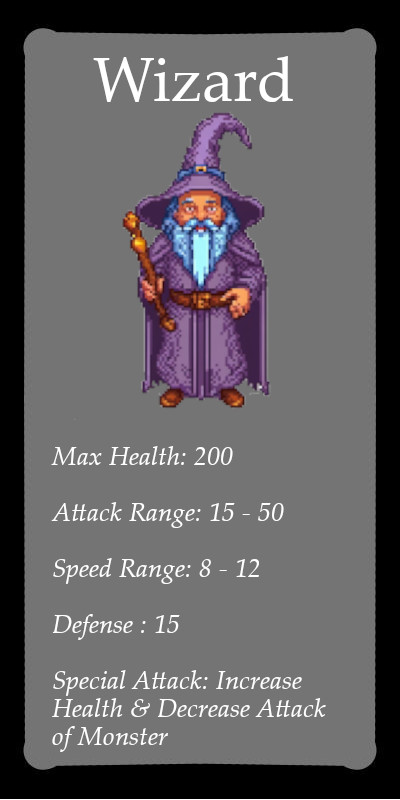 Wizard
Max Health: 200
Attack Range: 15 - 50
Speed Range: 8 - 12
Defense : 15
Special Attack: Increase
Health & Decrease Attack
of Monster